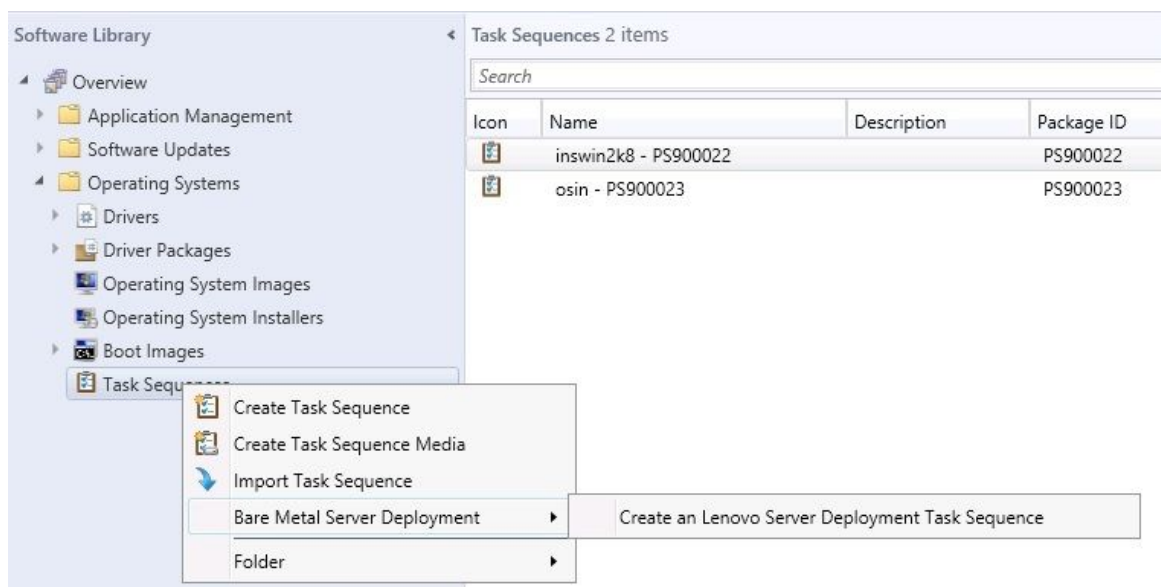 Software Library
Overview
Application Management
Software Updates
Operating Systems
Drivers
Driver Packages
Operating System Images
Operating System Installers
Boot Images
Task Sequences
Create Task Sequence
Create Task Sequence Media
Import Task Sequence
Bare Metal Server Deployment
Create an Lenovo Server Deployment Task Sequence
Folder
Task Sequences 2 items
Search
Icon Name Description Package ID
inswin2k8 - PS900022 PS900022
osin - PS900023 PS900023